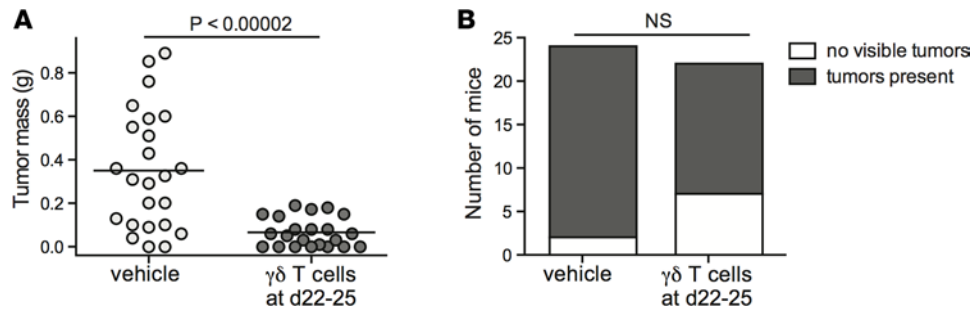 A
P < 0.00002
Tumor mass (g)
0.8
0.6
0.4
0.2
0.0
vehicle
γδ T cells
at d22-25
B
NS
Number of mice
25
20
15
10
5
0
vehicle
γδ T cells
at d22-25
no visible tumors
tumors present